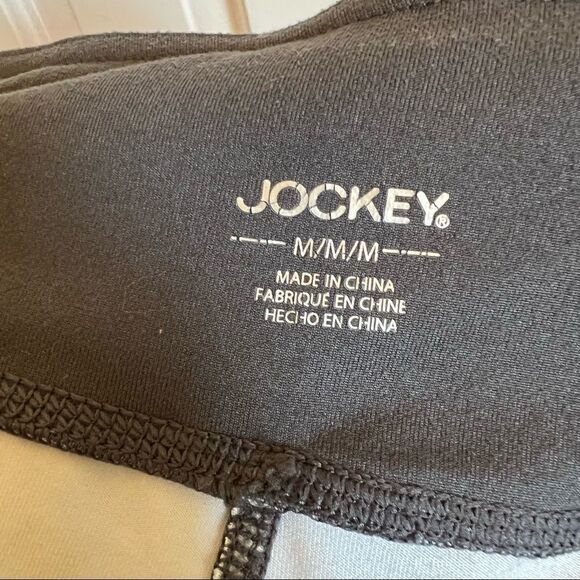 JOCKEY®
M/M/M
MADE IN CHINA
FABRIQUÉ EN CHINE
HECHO EN CHINA